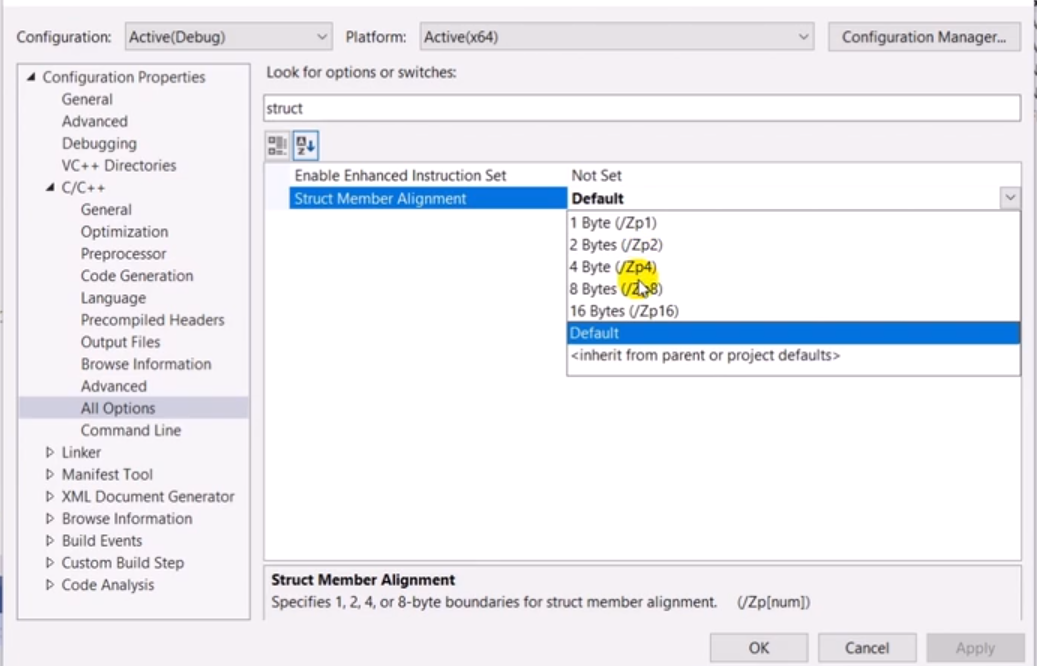 Configuration: Active(Debug) Platform: Active(x64) Configuration Manager...
Configuration Properties
General
Advanced
Debugging
VC++ Directories
C/C++
General
Optimization
Preprocessor
Code Generation
Language
Precompiled Headers
Output Files
Browse Information
Advanced
All Options
Command Line
Linker
Manifest Tool
XML Document Generator
Browse Information
Build Events
Custom Build Step
Code Analysis
Look for options or switches:
struct
Enable Enhanced Instruction Set Not Set
Struct Member Alignment Default
1 Byte (/Zp1)
2 Bytes (/Zp2)
4 Byte (/Zp4)
8 Bytes (/Zp8)
16 Bytes (/Zp16)
Default
<inherit from parent or project defaults>
Struct Member Alignment
Specifies 1, 2, 4, or 8-byte boundaries for struct member alignment. (/Zp[num])
OK Cancel Apply